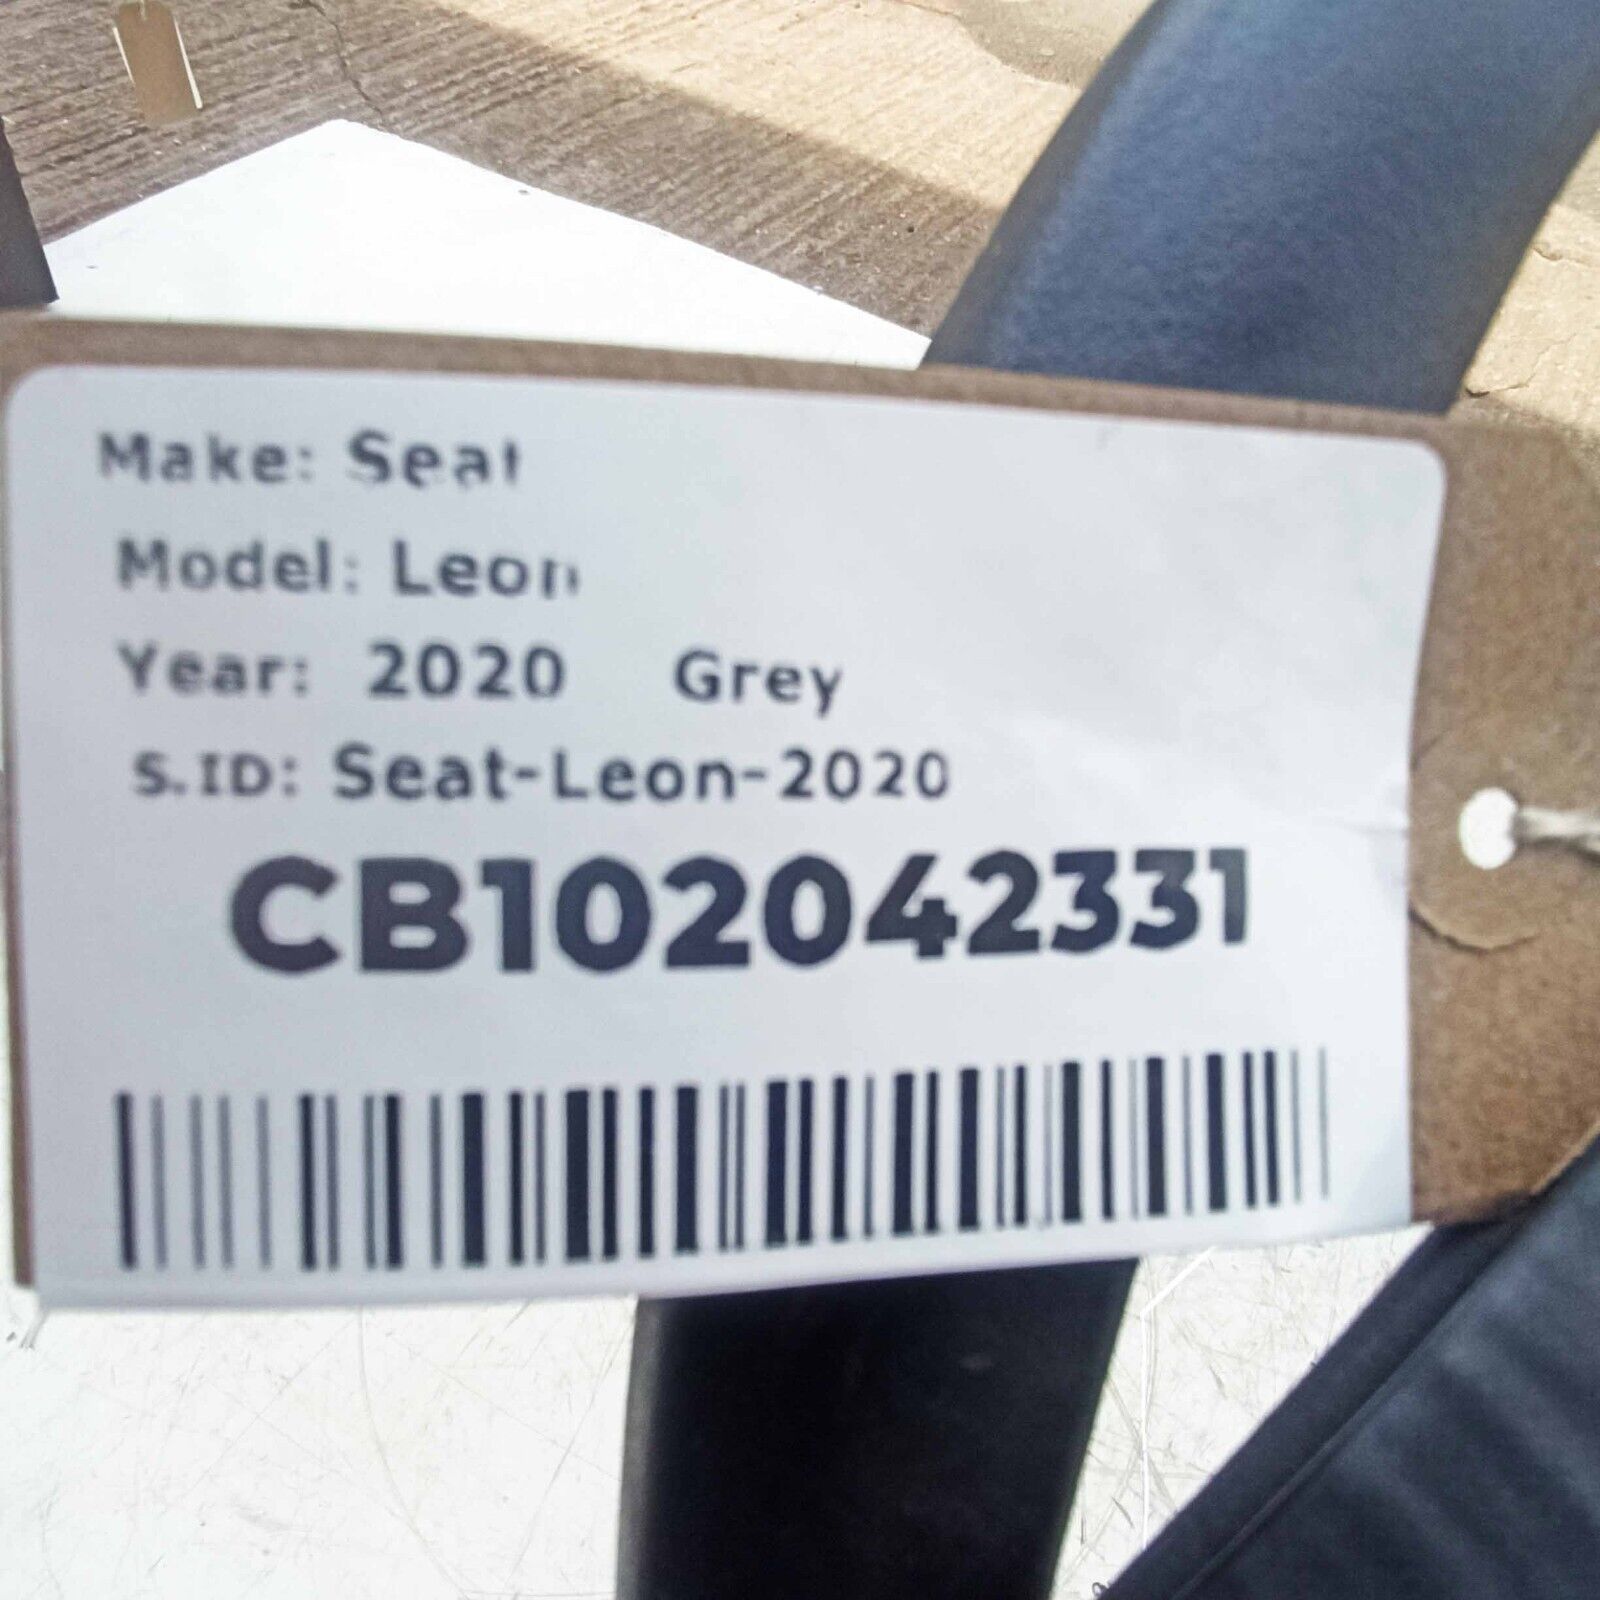 Make: Seat
Model: Leon
Year: 2020 Grey
S.ID: Seat-Leon-2020
CB102042331